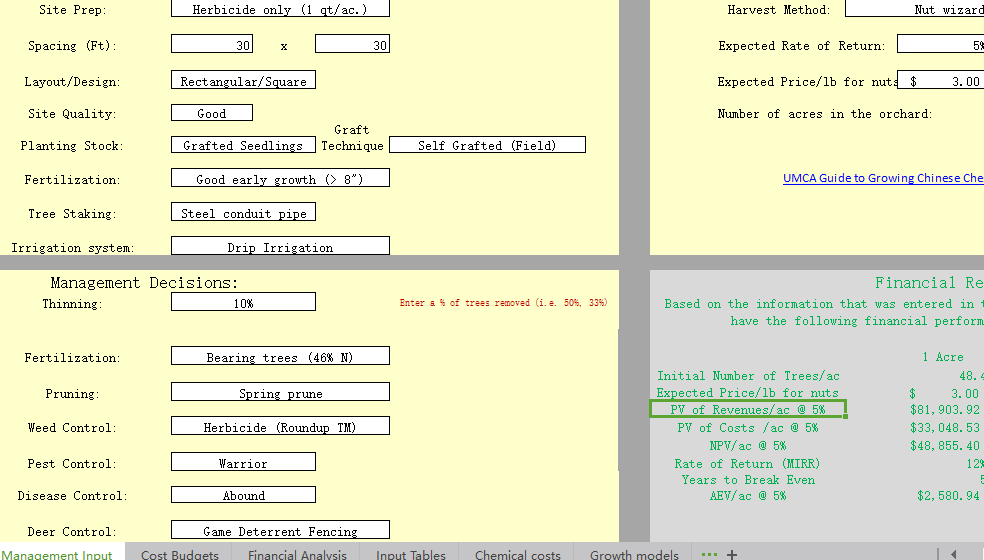 Site Prep: Herbicide only (1 qt/ac.)
Spacing (Ft): 30 x 30
Layout/Design: Rectangular/Square
Site Quality: Good
Graft
Planting Stock: Grafted Seedlings Technique Self Grafted (Field)
Fertilization: Good early growth (> 8")
Tree Staking: Steel conduit pipe
Irrigation system: Drip Irrigation
Harvest Method: Nut wizard
Expected Rate of Return: 5%
Expected Price/lb for nuts $ 3.00
Number of acres in the orchard:
UMCA Guide to Growing Chinese Che
Management Decisions:
Thinning: 10% Enter a % of trees removed (i.e. 50%, 33%)
Fertilization: Bearing trees (46% N)
Pruning: Spring prune
Weed Control: Herbicide (Roundup TM)
Pest Control: Warrior
Disease Control: Abound
Deer Control: Game Deterrent Fencing
Financial Re
Based on the information that was entered in t
have the following financial perform
1 Acre
Initial Number of Trees/ac 48.4
Expected Price/lb for nuts $ 3.00
PV of Revenues/ac @ 5% $81,903.92
PV of Costs /ac @ 5% $33,048.53
NPV/ac @ 5% $48,855.40
Rate of Return (MIRR) 12%
Years to Break Even
AEV/ac @ 5% $2,580.94
Management Input Cost Budgets Financial Analysis Input Tables Chemical costs Growth models ... +